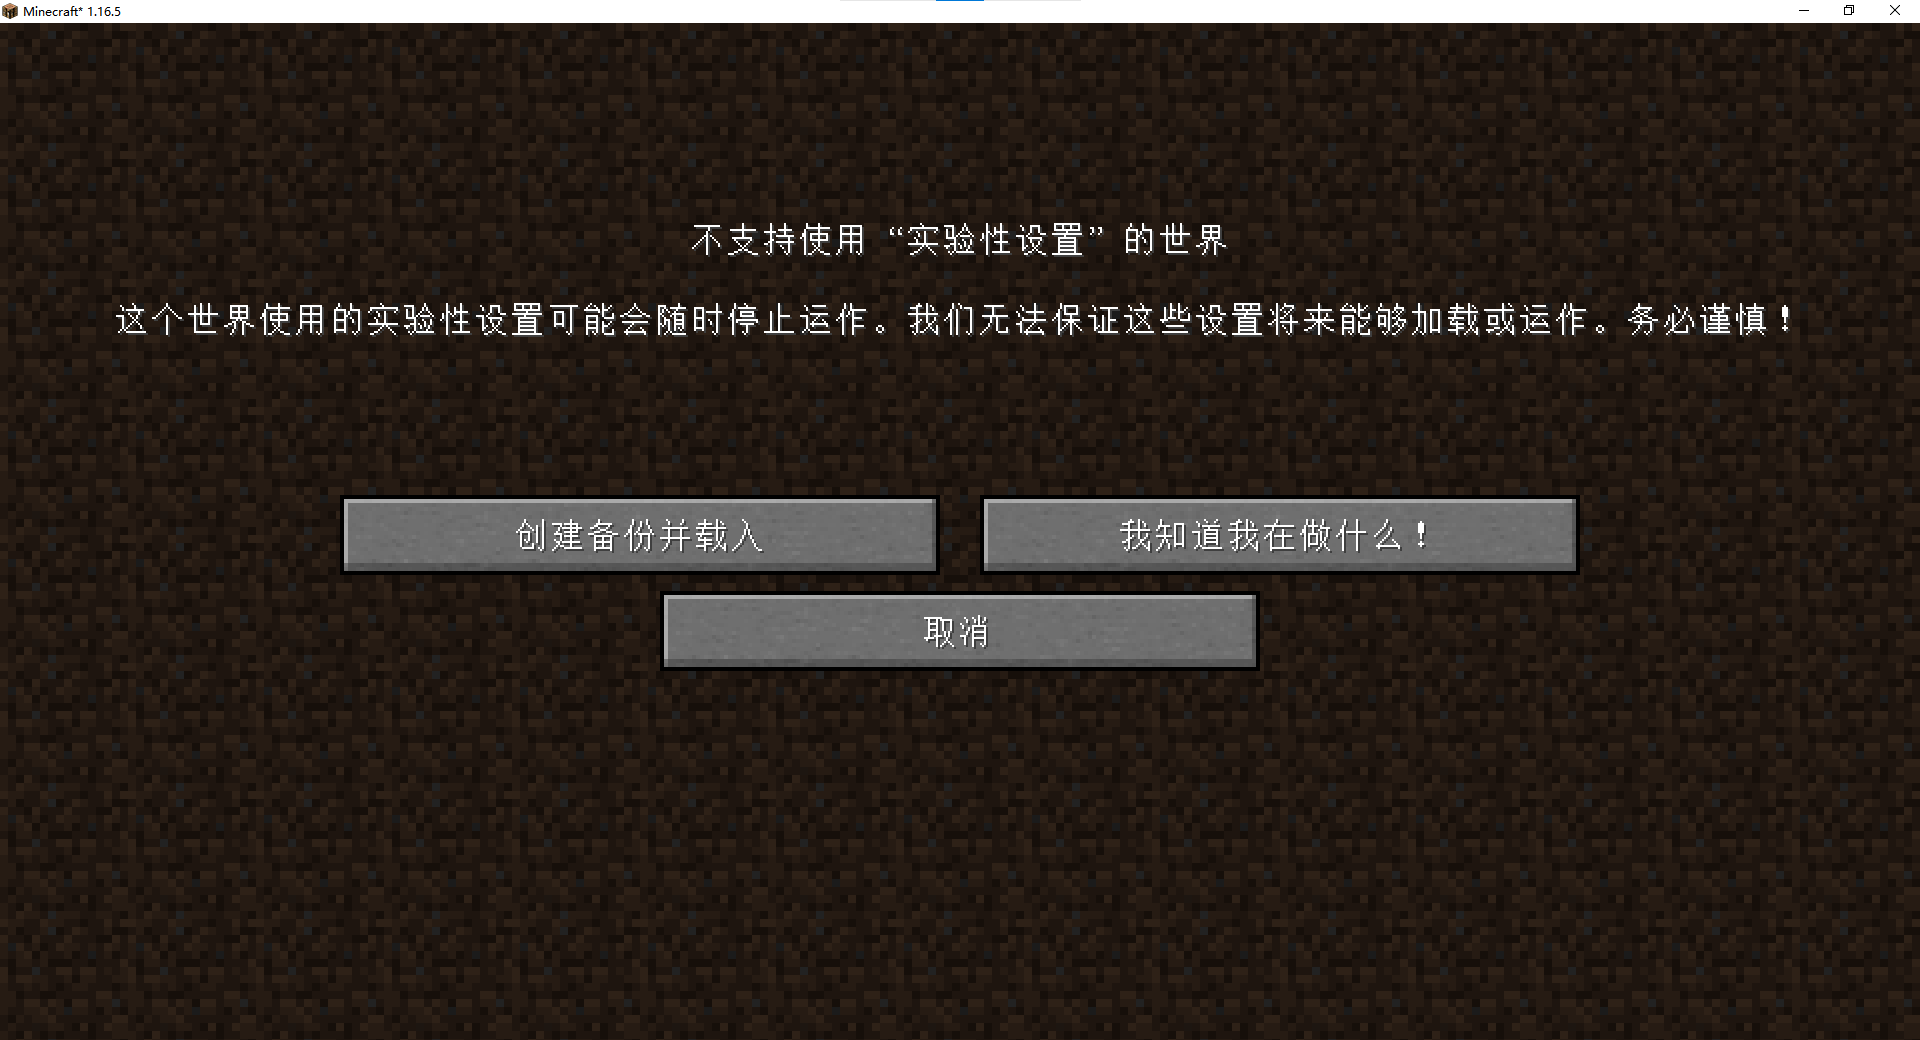 Minecraft* 1.16.5
不支持使用“实验性设置”的世界
这个世界使用的实验性设置可能会随时停止运作。我们无法保证这些设置将来能够加载或运作。务必谨慎！
创建备份并载入
我知道我在做什么！
取消